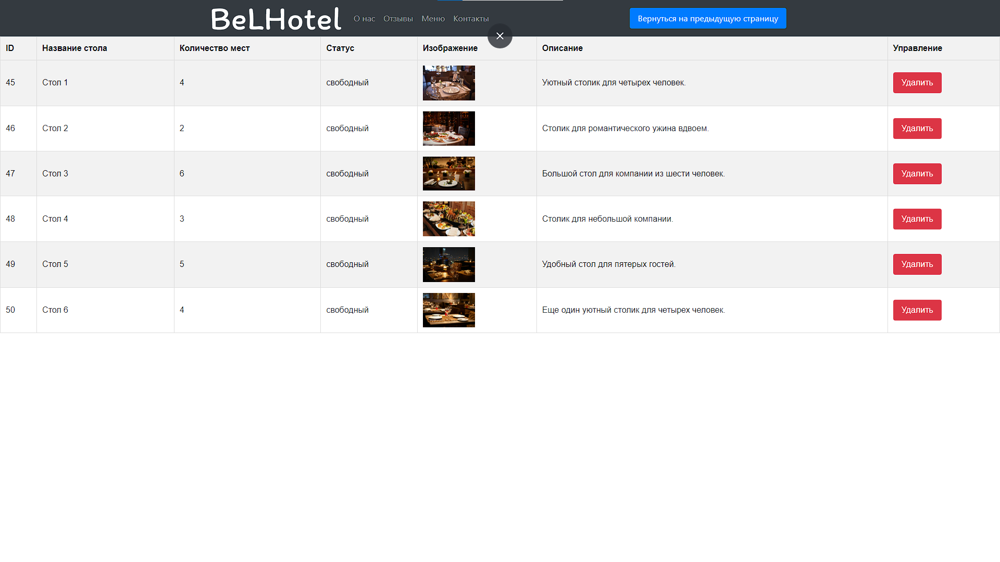 BeLHotel О нас Отзывы Меню Контакты Вернуться на предыдущую страницу
ID Название стола Количество мест Статус Изображение Описание Управление
45 Стол 1 4 свободный Уютный столик для четырех человек. Удалить
46 Стол 2 2 свободный Столик для романтического ужина вдвоем. Удалить
47 Стол 3 6 свободный Большой стол для компании из шести человек. Удалить
48 Стол 4 3 свободный Столик для небольшой компании. Удалить
49 Стол 5 5 свободный Удобный стол для пятерых гостей. Удалить
50 Стол 6 4 свободный Еще один уютный столик для четырех человек. Удалить